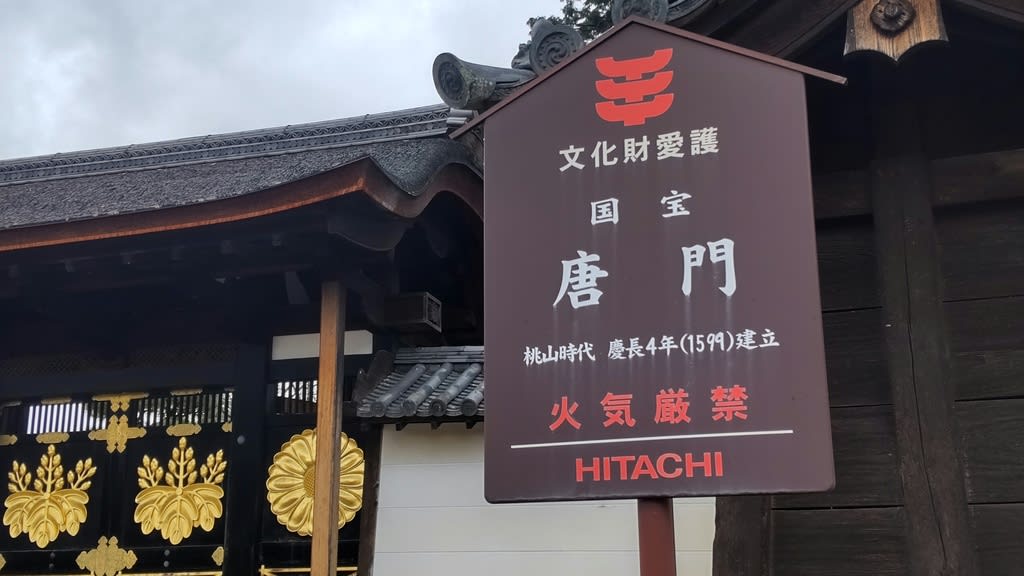 文化財愛護
国宝
唐門
桃山時代 慶長4年(1599)建立
火気厳禁
HITACHI